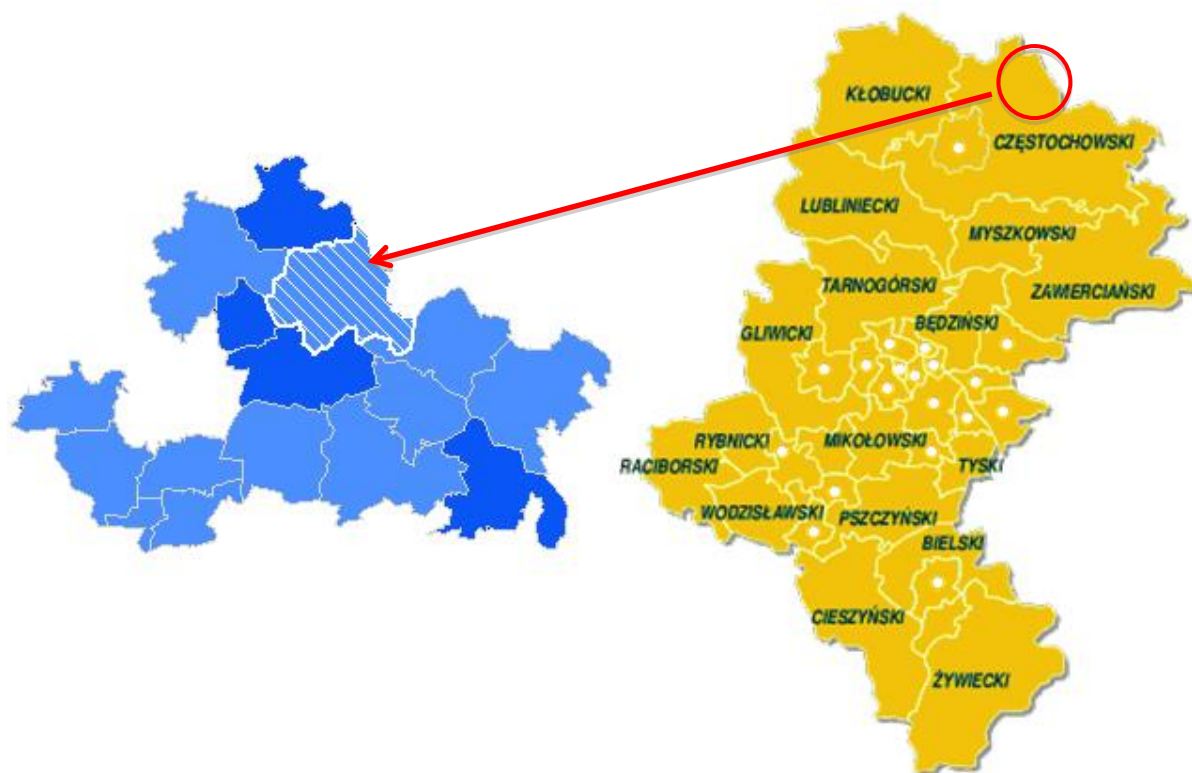 KŁOBUCKI
CZĘSTOCHOWSKI
LUBLINIECKI
MYSZKOWSKI
TARNOGÓRSKI
ZAWIERCIAŃSKI
BĘDZIŃSKI
GLIWICKI
RYBNICKI
MIKOŁOWSKI
RACIBORSKI
TYSKI
WODZISŁAWSKI
PSZCZYŃSKI
BIELSKI
CIESZYŃSKI
ŻYWIECKI